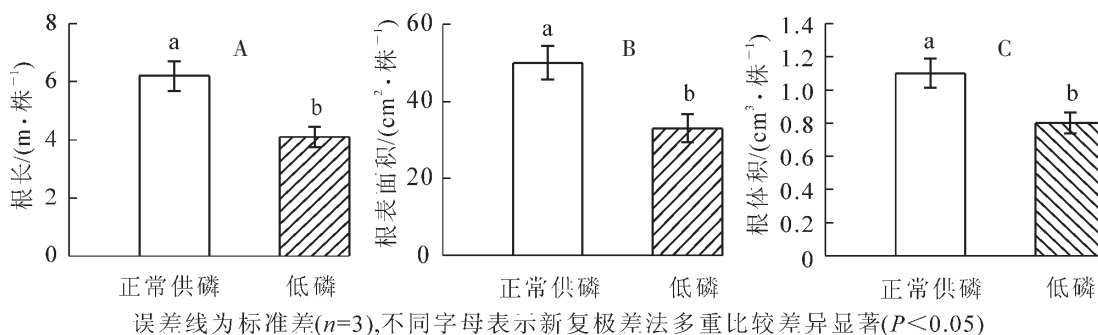 A
根长/(m·株⁻¹)
8
6
4
2
0
a
b
正常供磷 低磷
B
根表面积/(cm²·株⁻¹)
60
40
20
0
a
b
正常供磷 低磷
C
根体积/(cm³·株⁻¹)
1.4
1.2
1.0
0.8
0.6
0.4
0.2
0
a
b
正常供磷 低磷
误差线为标准差(n=3),不同字母表示新复极差法多重比较差异显著(P<0.05)